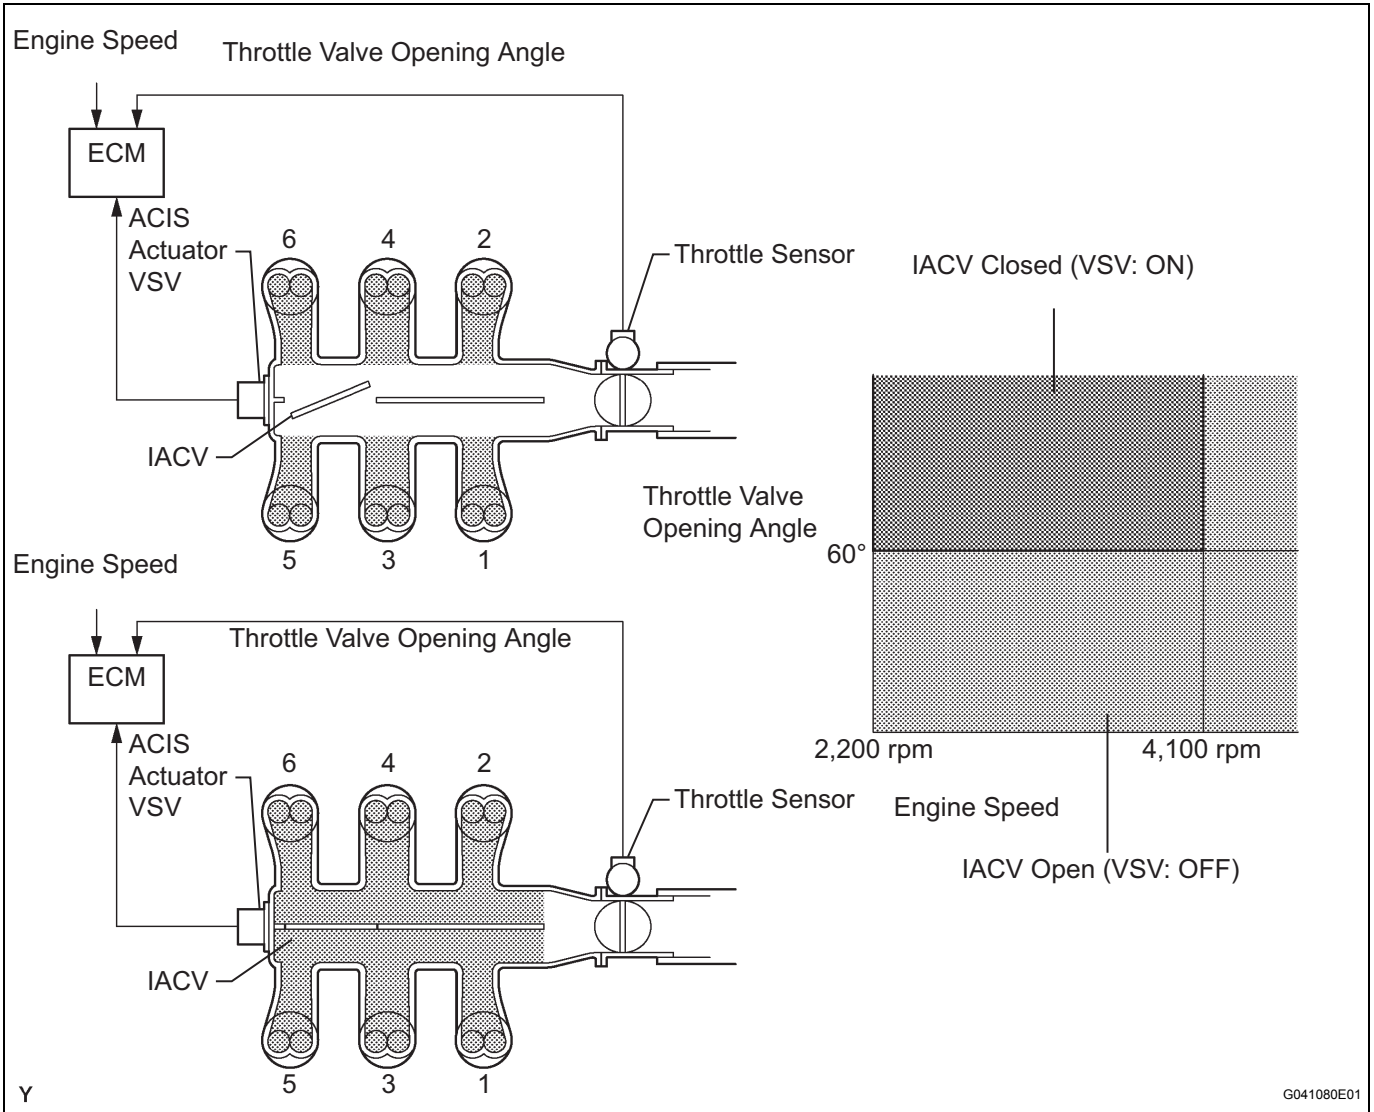 Engine Speed
Throttle Valve Opening Angle
ECM
ACIS
Actuator
VSV
6
4
2
Throttle Sensor
IACV
5
3
1
IACV Closed (VSV: ON)
Throttle Valve
Opening Angle
60°
2,200 rpm
4,100 rpm
Engine Speed
IACV Open (VSV: OFF)
Engine Speed
Throttle Valve Opening Angle
ECM
ACIS
Actuator
VSV
6
4
2
Throttle Sensor
IACV
5
3
1
Y
G041080E01